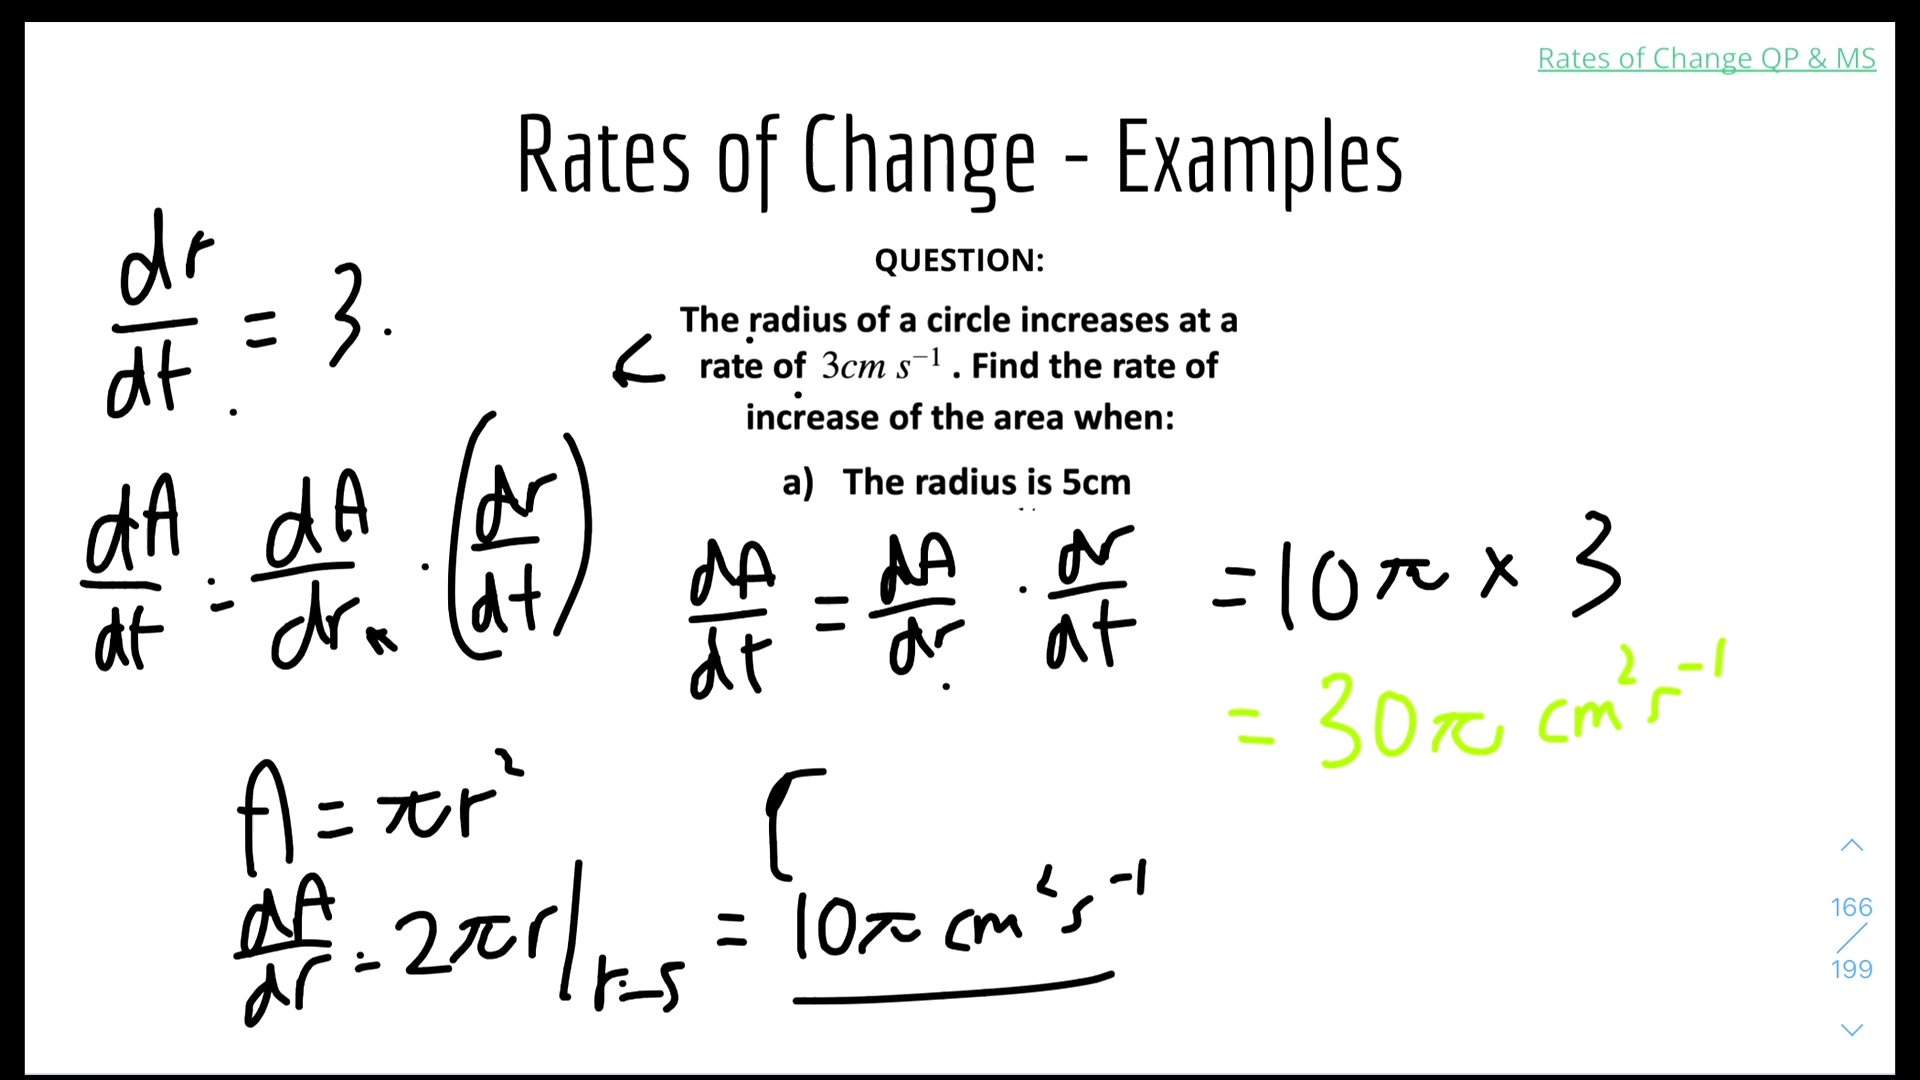 Rates of Change QP & MS
Rates of Change - Examples
QUESTION:
The radius of a circle increases at a
rate of 3cm s⁻¹ . Find the rate of
increase of the area when:
a) The radius is 5cm
dr/dt = 3.
dA/dt = dA/dr · (dr/dt)
dA/dt = dA/dr · dr/dt = 10π × 3
= 30π cm²s⁻¹
A = πr²
dA/dr = 2πr|r=5 = 10π cm²s⁻¹
166
/
199